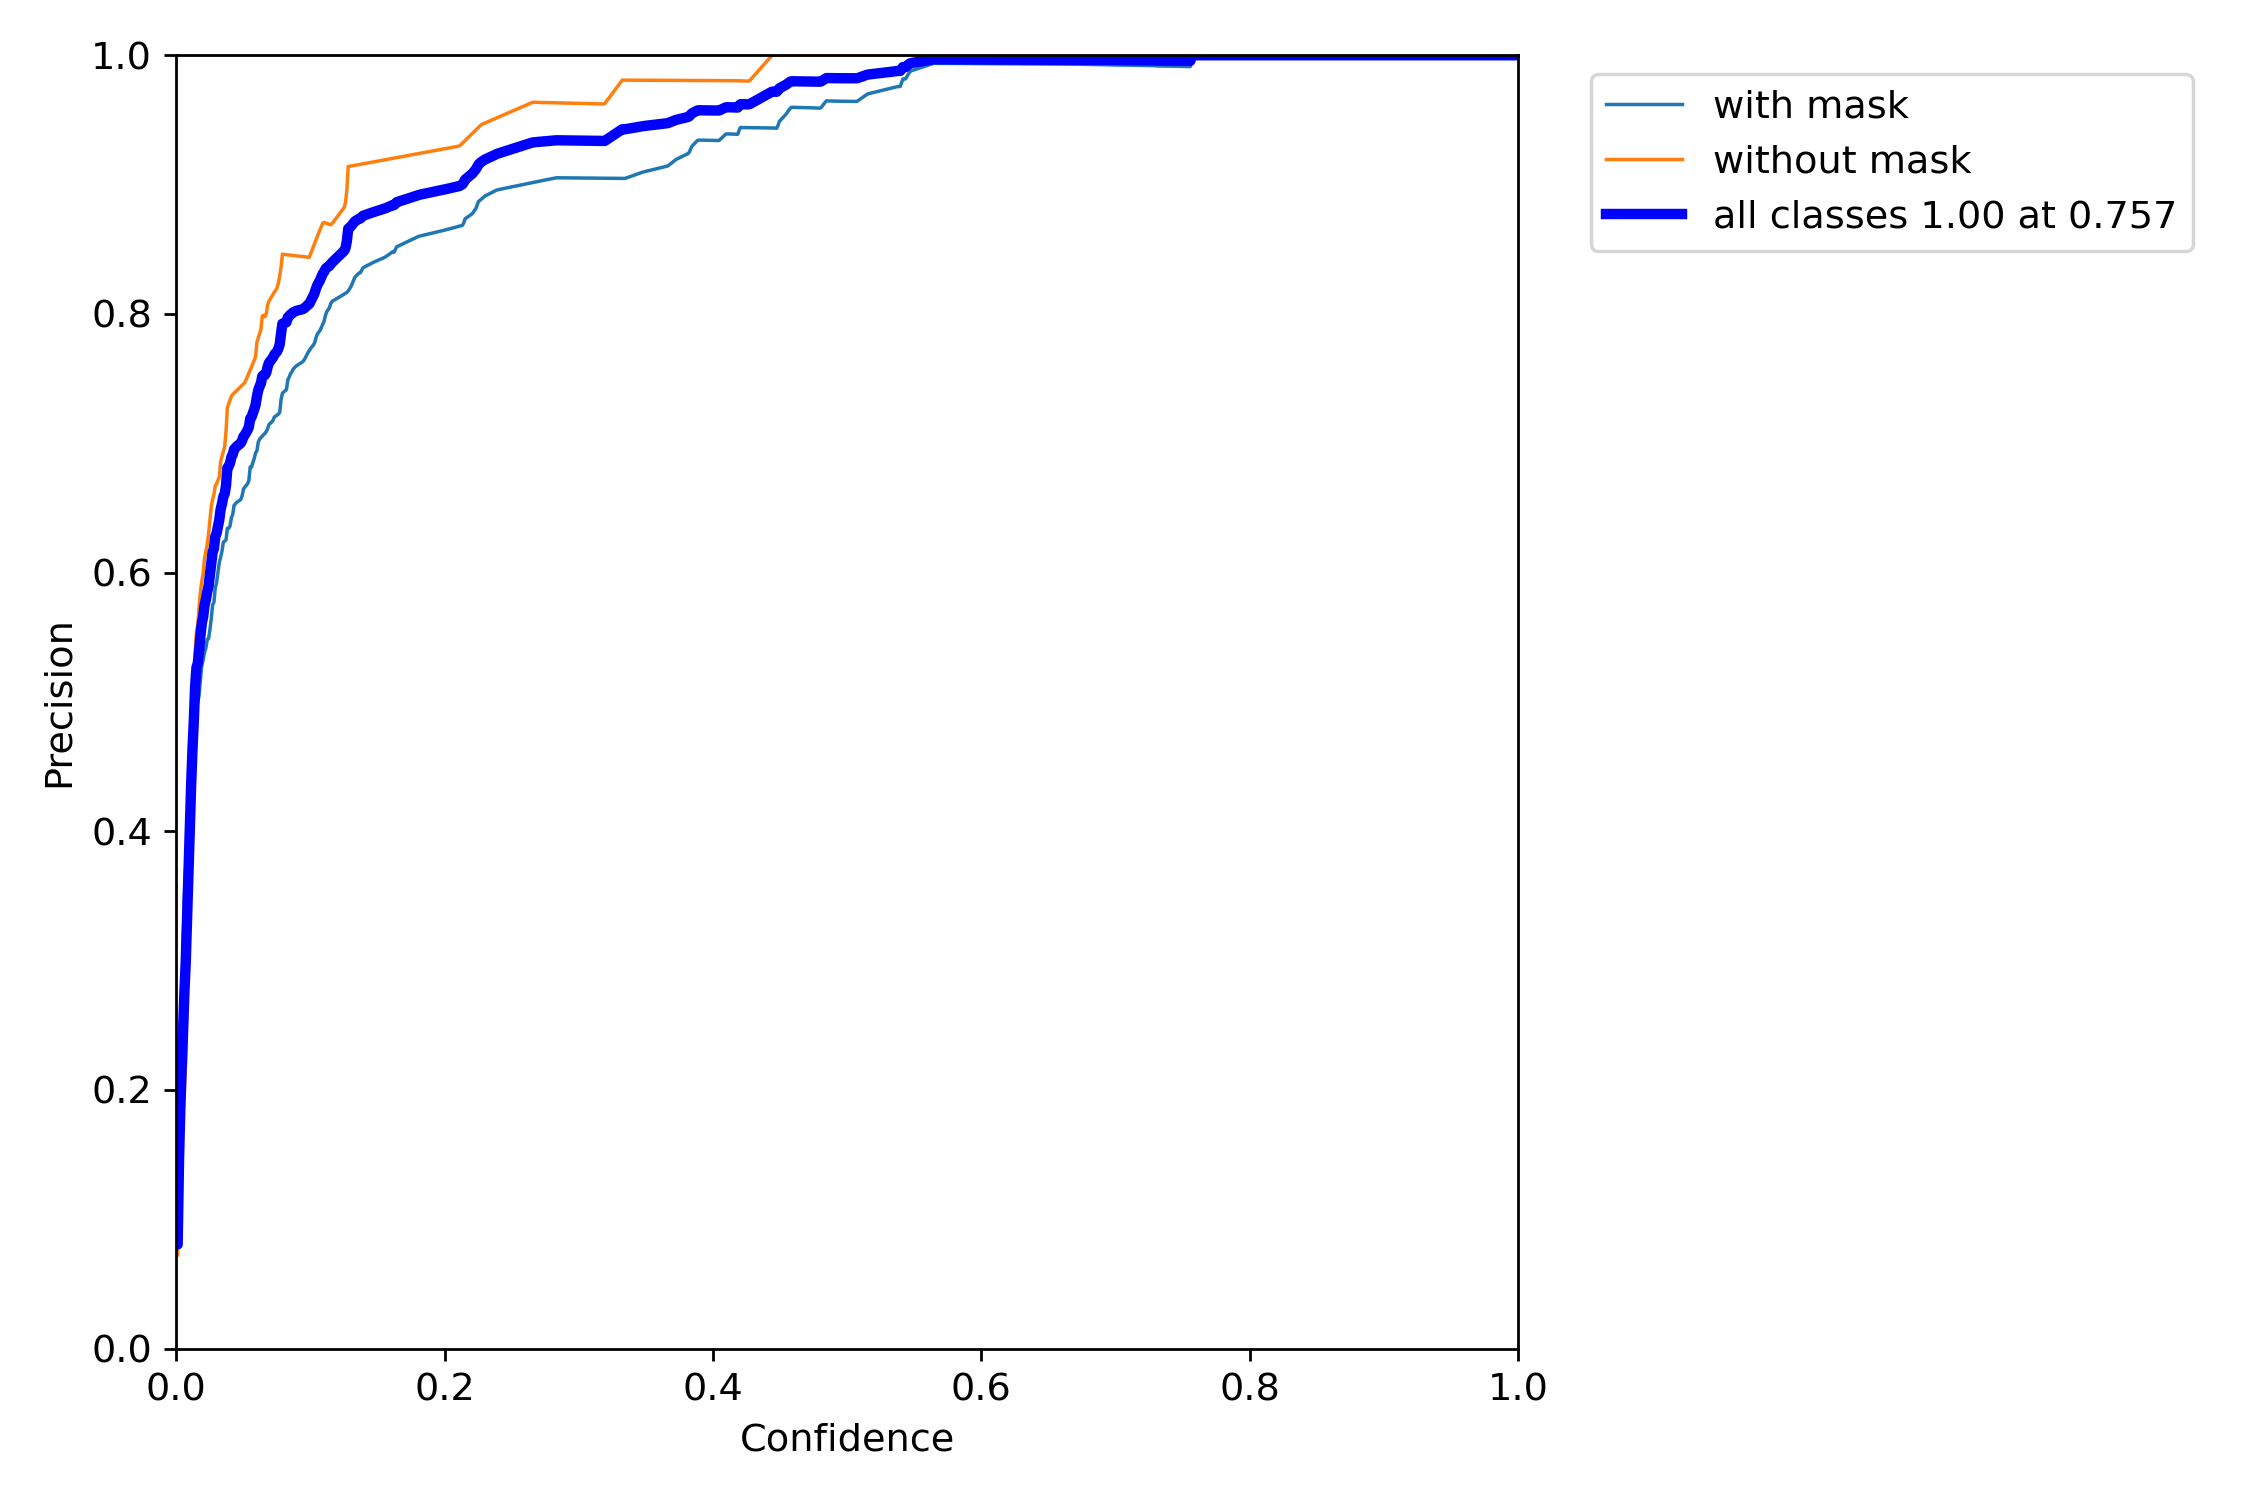 1.0
0.8
0.6
0.4
0.2
0.0
Precision
0.0 0.2 0.4 0.6 0.8 1.0
Confidence
with mask
without mask
all classes 1.00 at 0.757